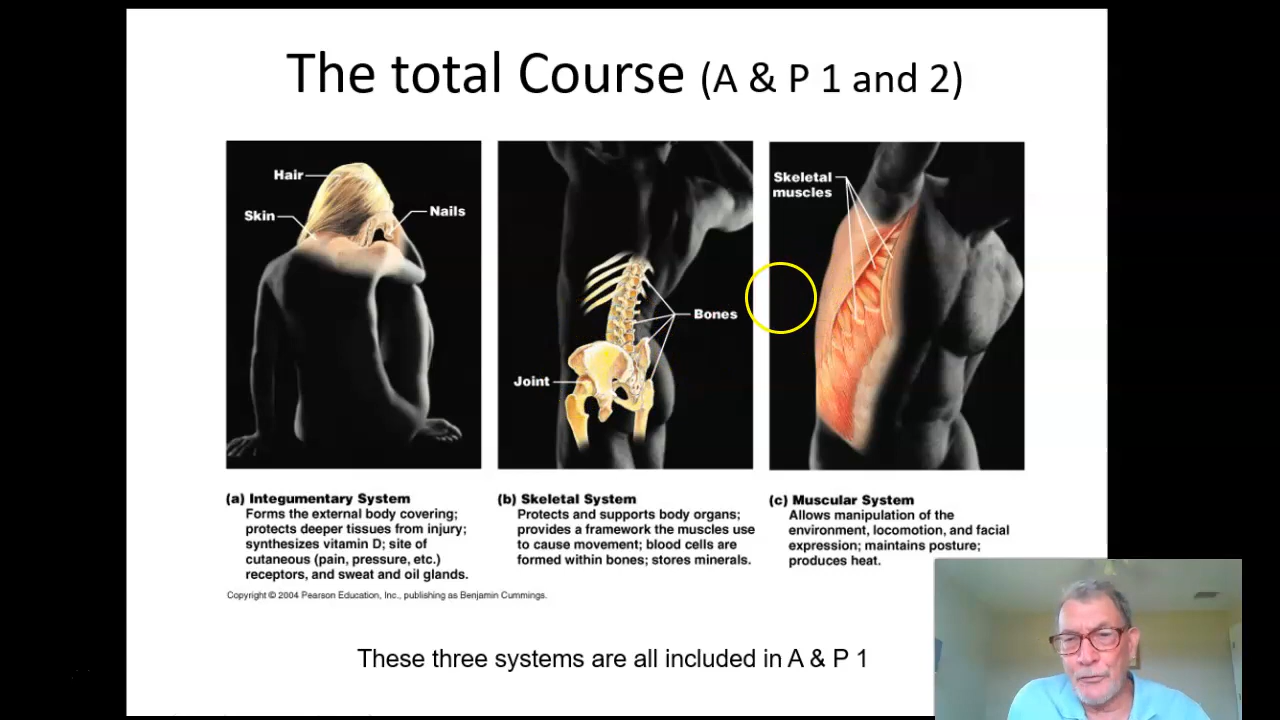 The total Course (A & P 1 and 2)
Hair
Skin
Nails
Bones
Joint
Skeletal
muscles
(a) Integumentary System
Forms the external body covering;
protects deeper tissues from injury;
synthesizes vitamin D; site of
cutaneous (pain, pressure, etc.)
receptors, and sweat and oil glands.
(b) Skeletal System
Protects and supports body organs;
provides a framework the muscles use
to cause movement; blood cells are
formed within bones; stores minerals.
(c) Muscular System
Allows manipulation of the
environment, locomotion, and facial
expression; maintains posture;
produces heat.
Copyright © 2004 Pearson Education, Inc., publishing as Benjamin Cummings.
These three systems are all included in A & P 1